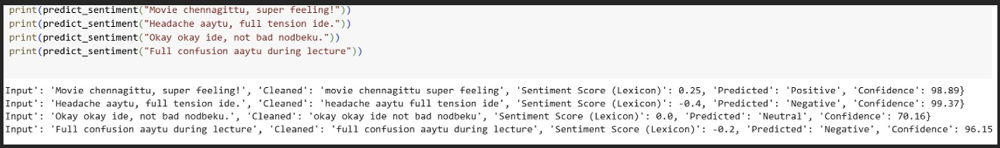 print(predict_sentiment("Movie chennagittu, super feeling!"))
print(predict_sentiment("Headache aaytu, full tension ide."))
print(predict_sentiment("Okay okay ide, not bad nodbeku."))
print(predict_sentiment("Full confusion aaytu during lecture"))
Input': 'Movie chennagittu, super feeling!', 'Cleaned': 'movie chennagittu super feeling', 'Sentiment Score (Lexicon)': 0.25, 'Predicted': 'Positive', 'Confidence': 98.89}
Input': 'Headache aaytu, full tension ide.', 'Cleaned': 'headache aaytu full tension ide', 'Sentiment Score (Lexicon)': -0.4, 'Predicted': 'Negative', 'Confidence': 99.37}
Input': 'Okay okay ide, not bad nodbeku.', 'Cleaned': 'okay okay ide not bad nodbeku', 'Sentiment Score (Lexicon)': 0.0, 'Predicted': 'Neutral', 'Confidence': 70.16}
Input': 'Full confusion aaytu during lecture', 'Cleaned': 'full confusion aaytu during lecture', 'Sentiment Score (Lexicon)': -0.2, 'Predicted': 'Negative', 'Confidence': 96.15